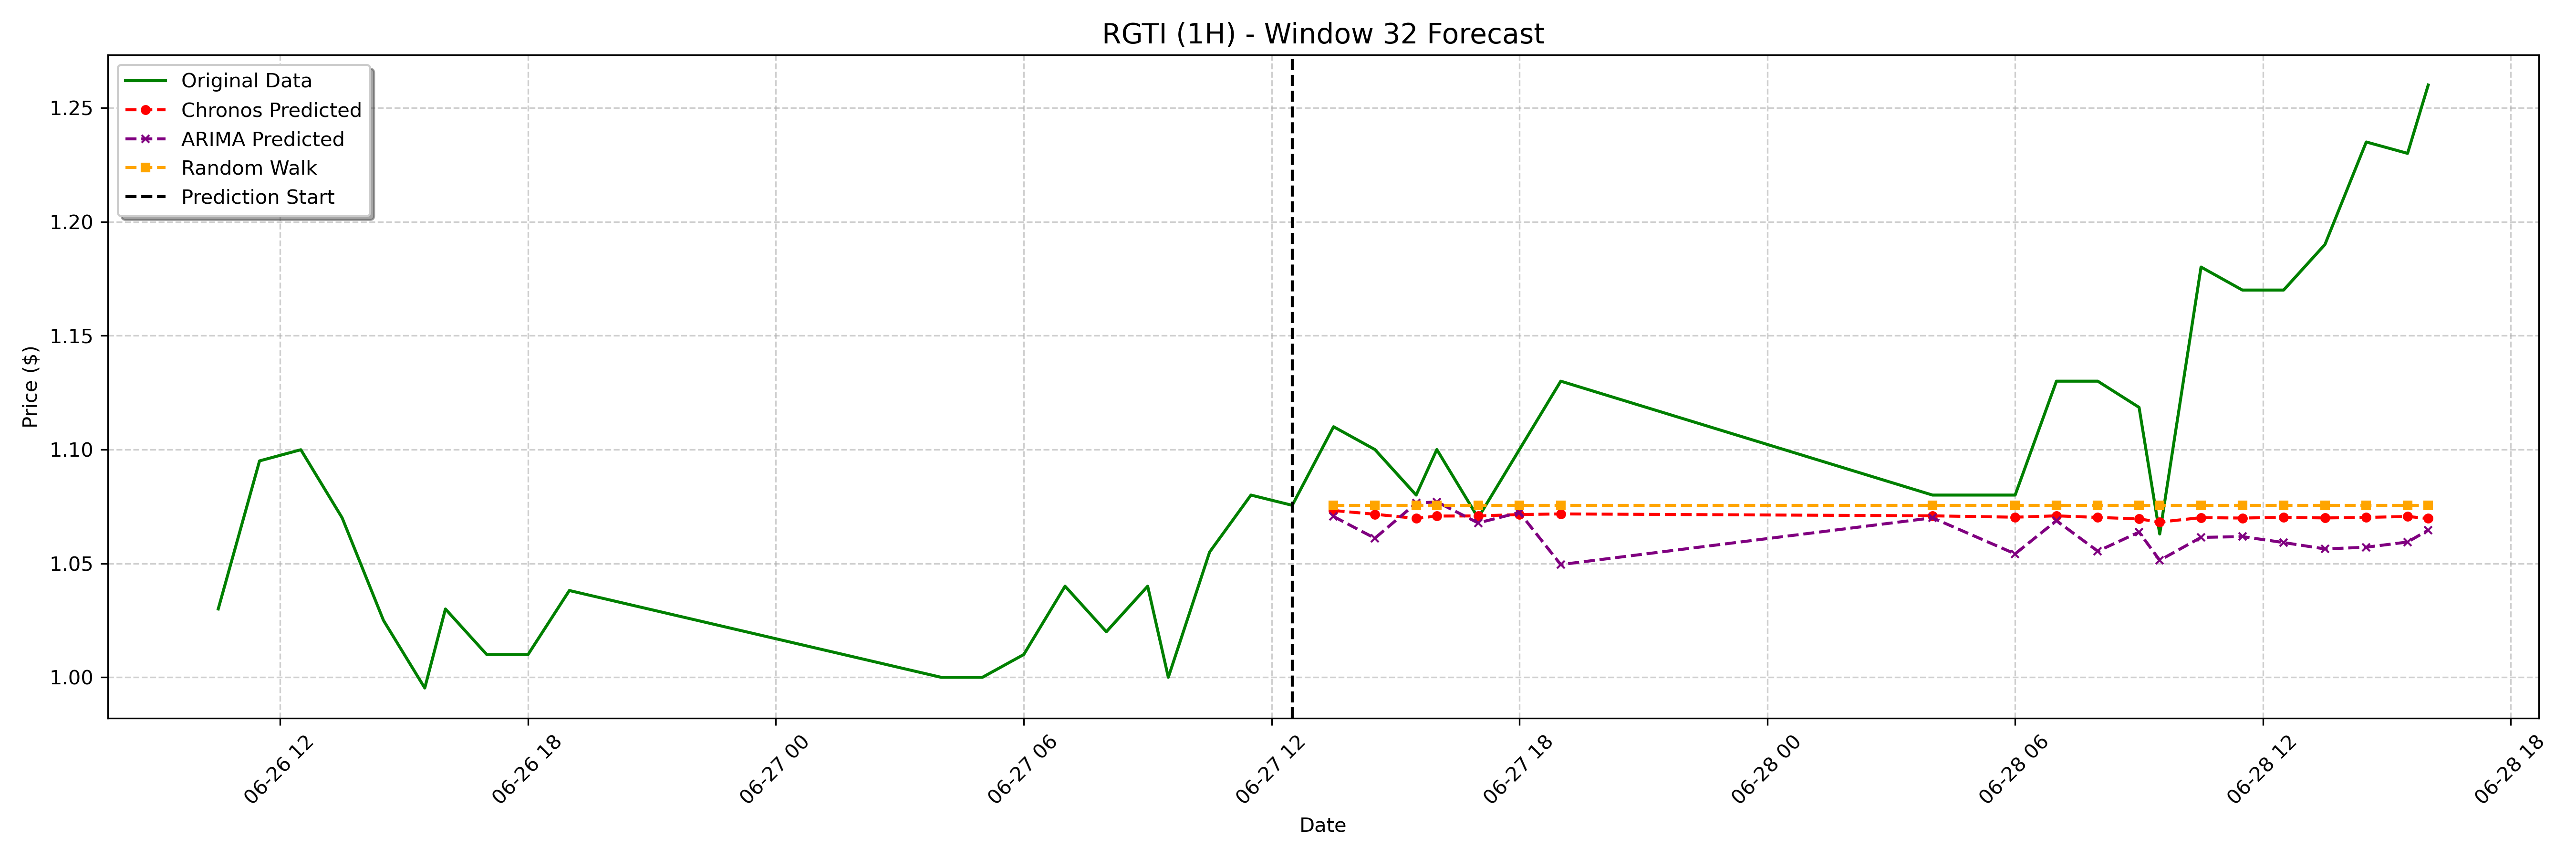 RGTI (1H) - Window 32 Forecast
Original Data
Chronos Predicted
ARIMA Predicted
Random Walk
Prediction Start
Price ($)
1.25
1.20
1.15
1.10
1.05
1.00
06-26 12
06-26 18
06-27 00
06-27 06
06-27 12
06-27 18
06-28 00
06-28 06
06-28 12
06-28 18
Date